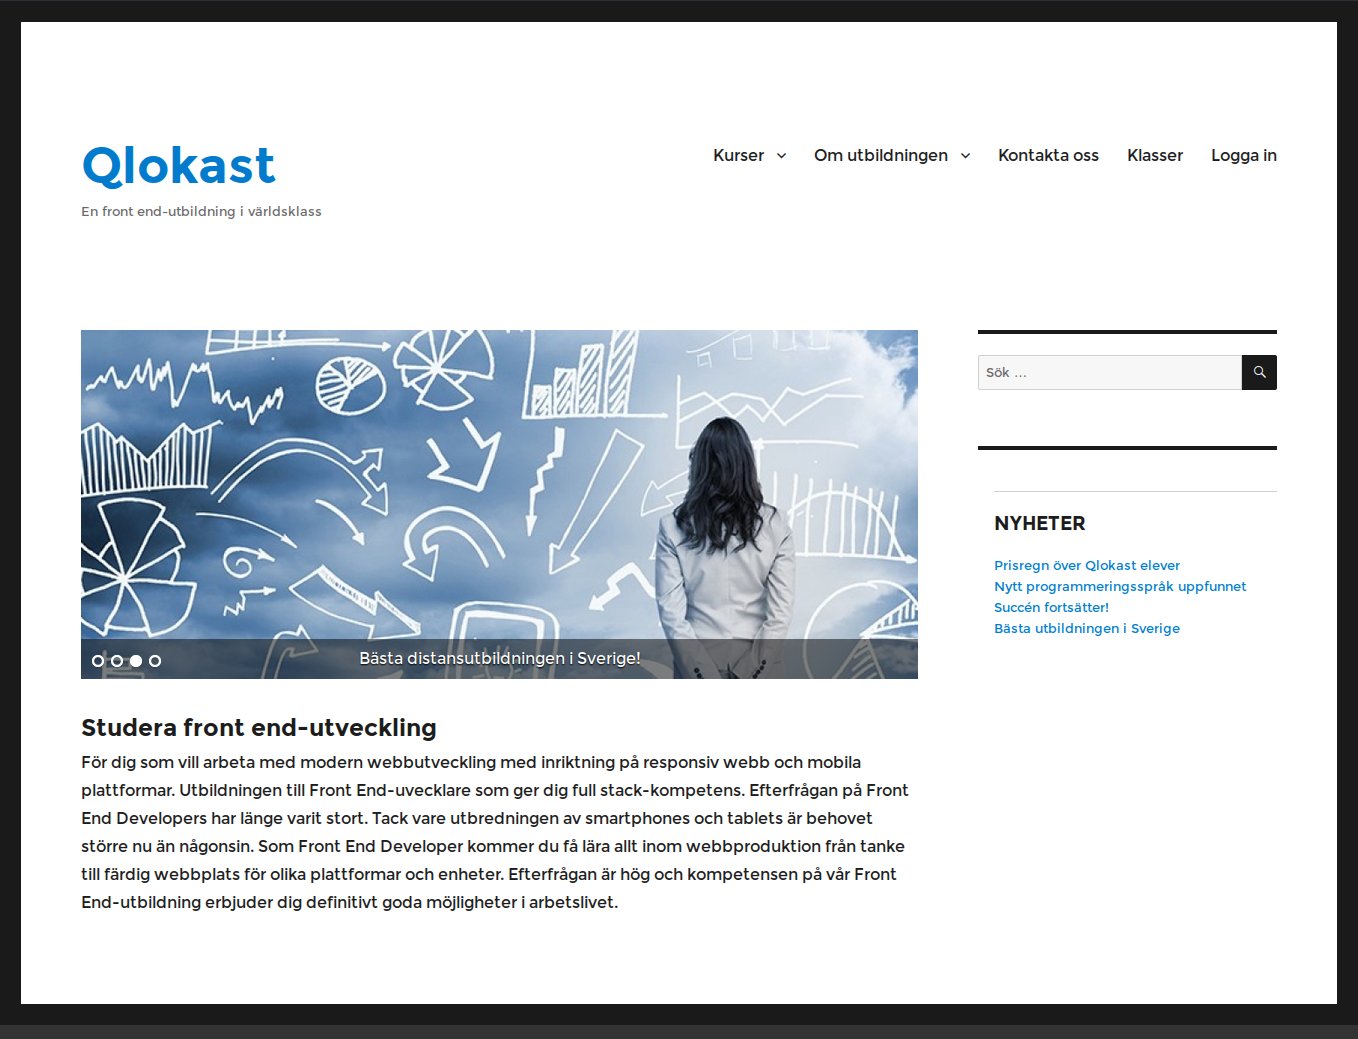 Qlokast
En front end-utbildning i världsklass
Kurser
Om utbildningen
Kontakta oss
Klasser
Logga in
Bästa distansutbildningen i Sverige!
Studera front end-utveckling
För dig som vill arbeta med modern webbutveckling med inriktning på responsiv webb och mobila
plattformar. Utbildningen till Front End-uvecklare som ger dig full stack-kompetens. Efterfrågan på Front
End Developers har länge varit stort. Tack vare utbredningen av smartphones och tablets är behovet
större nu än någonsin. Som Front End Developer kommer du få lära allt inom webbproduktion från tanke
till färdig webbplats för olika plattformar och enheter. Efterfrågan är hög och kompetensen på vår Front
End-utbildning erbjuder dig definitivt goda möjligheter i arbetslivet.
Sök …
NYHETER
Prisregn över Qlokast elever
Nytt programmeringsspråk uppfunnet
Succén fortsätter!
Bästa utbildningen i Sverige